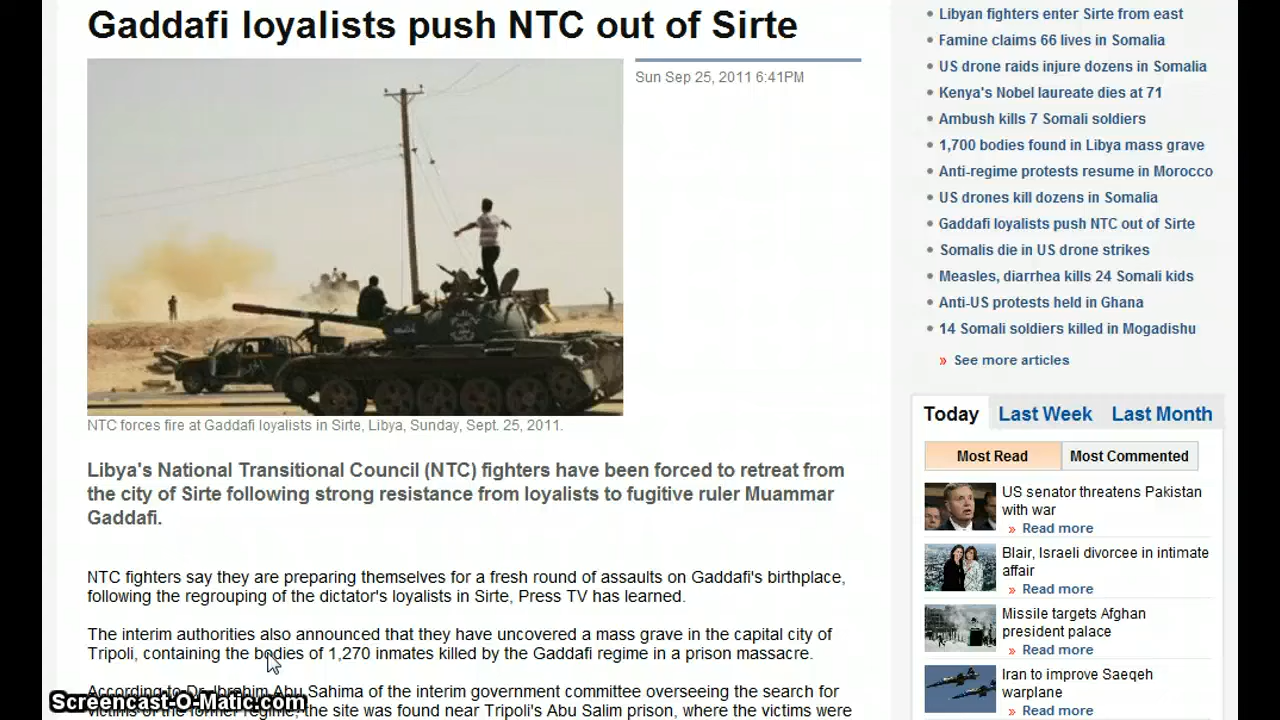 Gaddafi loyalists push NTC out of Sirte
Sun Sep 25, 2011 6:41PM
NTC forces fire at Gaddafi loyalists in Sirte, Libya, Sunday, Sept. 25, 2011.
Libya's National Transitional Council (NTC) fighters have been forced to retreat from
the city of Sirte following strong resistance from loyalists to fugitive ruler Muammar
Gaddafi.
NTC fighters say they are preparing themselves for a fresh round of assaults on Gaddafi's birthplace,
following the regrouping of the dictator's loyalists in Sirte, Press TV has learned.
The interim authorities also announced that they have uncovered a mass grave in the capital city of
Tripoli, containing the bodies of 1,270 inmates killed by the Gaddafi regime in a prison massacre.
According to Dr. Ibrahim Abu Sahima of the interim government committee overseeing the search for
victims of the former regime, the site was found near Tripoli's Abu Salim prison, where the victims were
Screencast-O-Matic.com
Libyan fighters enter Sirte from east
Famine claims 66 lives in Somalia
US drone raids injure dozens in Somalia
Kenya's Nobel laureate dies at 71
Ambush kills 7 Somali soldiers
1,700 bodies found in Libya mass grave
Anti-regime protests resume in Morocco
US drones kill dozens in Somalia
Gaddafi loyalists push NTC out of Sirte
Somalis die in US drone strikes
Measles, diarrhea kills 24 Somali kids
Anti-US protests held in Ghana
14 Somali soldiers killed in Mogadishu
» See more articles
Today Last Week Last Month
Most Read Most Commented
US senator threatens Pakistan
with war
» Read more
Blair, Israeli divorcee in intimate
affair
» Read more
Missile targets Afghan
president palace
» Read more
Iran to improve Saeqeh
warplane
» Read more